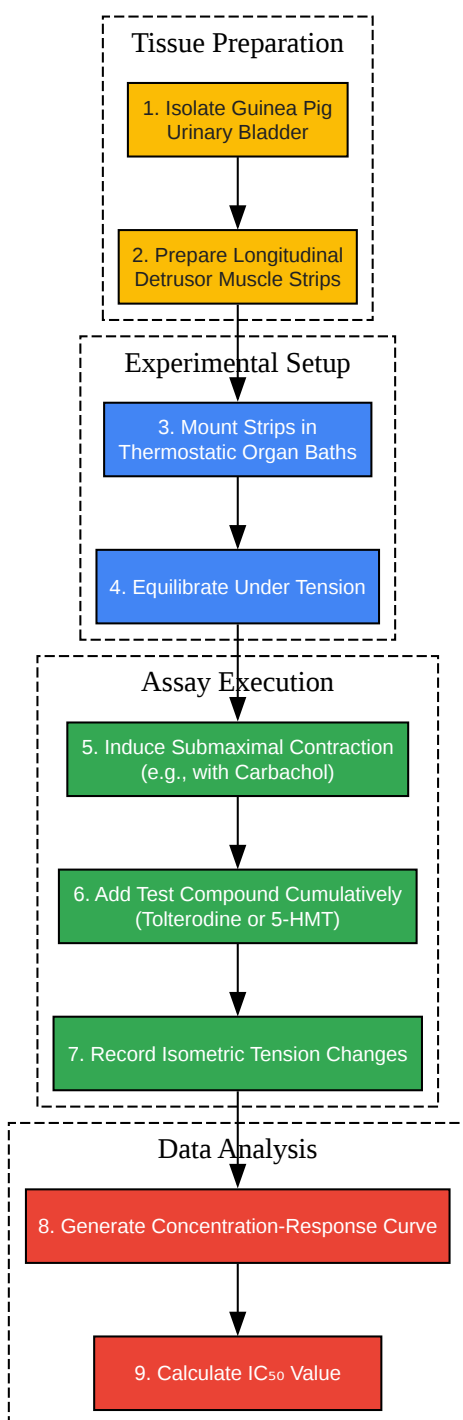 Tissue Preparation
1. Isolate Guinea Pig
Urinary Bladder
2. Prepare Longitudinal
Detrusor Muscle Strips
Experimental Setup
3. Mount Strips in
Thermostatic Organ Baths
4. Equilibrate Under Tension
Assay Execution
5. Induce Submaximal Contraction
(e.g., with Carbachol)
6. Add Test Compound Cumulatively
(Tolterodine or 5-HMT)
7. Record Isometric Tension Changes
Data Analysis
8. Generate Concentration-Response Curve
9. Calculate IC₅₀ Value